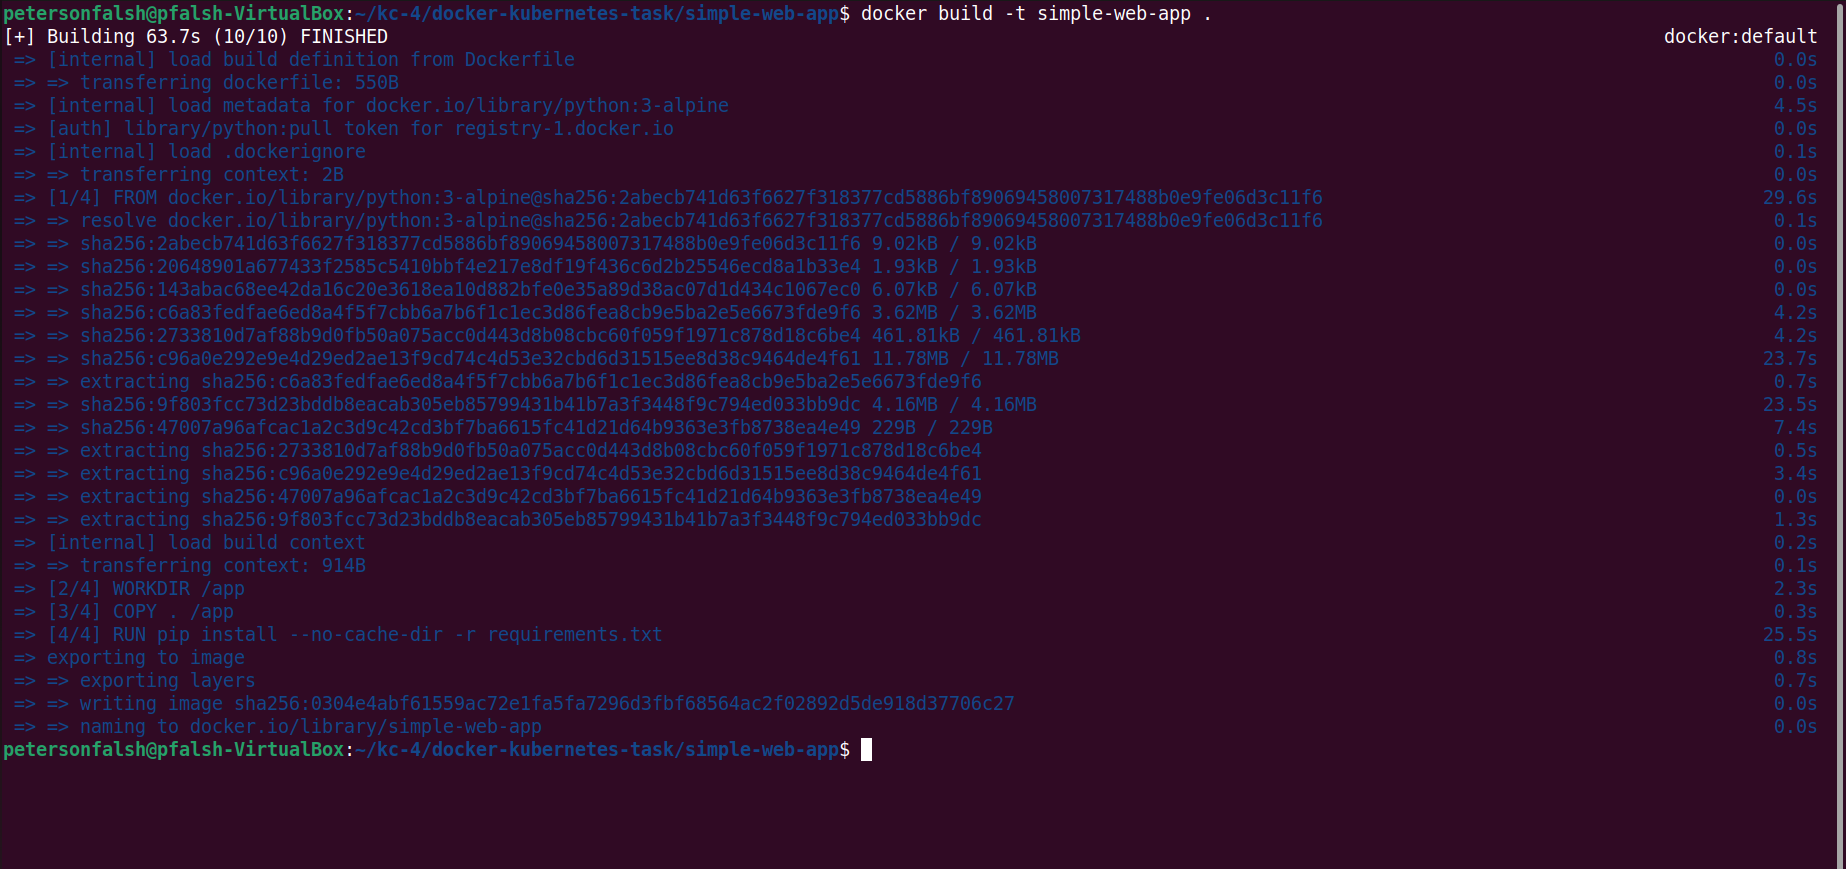 petersonfalsh@pfalsh-VirtualBox:~/kc-4/docker-kubernetes-task/simple-web-app$ docker build -t simple-web-app .
[+] Building 63.7s (10/10) FINISHED docker:default
=> [internal] load build definition from Dockerfile 0.0s
=> => transferring dockerfile: 550B 0.0s
=> [internal] load metadata for docker.io/library/python:3-alpine 4.5s
=> [auth] library/python:pull token for registry-1.docker.io 0.0s
=> [internal] load .dockerignore 0.1s
=> => transferring context: 2B 0.0s
=> [1/4] FROM docker.io/library/python:3-alpine@sha256:2abecb741d63f6627f318377cd5886bf89069458007317488b0e9fe06d3c11f6 29.6s
=> => resolve docker.io/library/python:3-alpine@sha256:2abecb741d63f6627f318377cd5886bf89069458007317488b0e9fe06d3c11f6 0.1s
=> => sha256:2abecb741d63f6627f318377cd5886bf89069458007317488b0e9fe06d3c11f6 9.02kB / 9.02kB 0.0s
=> => sha256:20648901a677433f2585c5410bbf4e217e8df19f436c6d2b25546ecd8a1b33e4 1.93kB / 1.93kB 0.0s
=> => sha256:143abac68ee42da16c20e3618ea10d882bfe0e35a89d38ac07d1d434c1067ec0 6.07kB / 6.07kB 0.0s
=> => sha256:c6a83fedfae6ed8a4f5f7cbb6a7b6f1c1ec3d86fea8cb9e5ba2e5e6673fde9f6 3.62MB / 3.62MB 4.2s
=> => sha256:2733810d7af88b9d0fb50a075acc0d443d8b08cbc60f059f1971c878d18c6be4 461.81kB / 461.81kB 4.2s
=> => sha256:c96a0e292e9e4d29ed2ae13f9cd74c4d53e32cbd6d31515ee8d38c9464de4f61 11.78MB / 11.78MB 23.7s
=> => extracting sha256:c6a83fedfae6ed8a4f5f7cbb6a7b6f1c1ec3d86fea8cb9e5ba2e5e6673fde9f6 0.7s
=> => sha256:9f803fcc73d23bddb8eacab305eb85799431b41b7a3f3448f9c794ed033bb9dc 4.16MB / 4.16MB 23.5s
=> => sha256:47007a96afcac1a2c3d9c42cd3bf7ba6615fc41d21d64b9363e3fb8738ea4e49 229B / 229B 7.4s
=> => extracting sha256:2733810d7af88b9d0fb50a075acc0d443d8b08cbc60f059f1971c878d18c6be4 0.5s
=> => extracting sha256:c96a0e292e9e4d29ed2ae13f9cd74c4d53e32cbd6d31515ee8d38c9464de4f61 3.4s
=> => extracting sha256:47007a96afcac1a2c3d9c42cd3bf7ba6615fc41d21d64b9363e3fb8738ea4e49 0.0s
=> => extracting sha256:9f803fcc73d23bddb8eacab305eb85799431b41b7a3f3448f9c794ed033bb9dc 1.3s
=> [internal] load build context 0.2s
=> => transferring context: 914B 0.1s
=> [2/4] WORKDIR /app 2.3s
=> [3/4] COPY . /app 0.3s
=> [4/4] RUN pip install --no-cache-dir -r requirements.txt 25.5s
=> exporting to image 0.8s
=> => exporting layers 0.7s
=> => writing image sha256:0304e4abf61559ac72e1fa5fa7296d3fbf68564ac2f02892d5de918d37706c27 0.0s
=> => naming to docker.io/library/simple-web-app 0.0s
petersonfalsh@pfalsh-VirtualBox:~/kc-4/docker-kubernetes-task/simple-web-app$